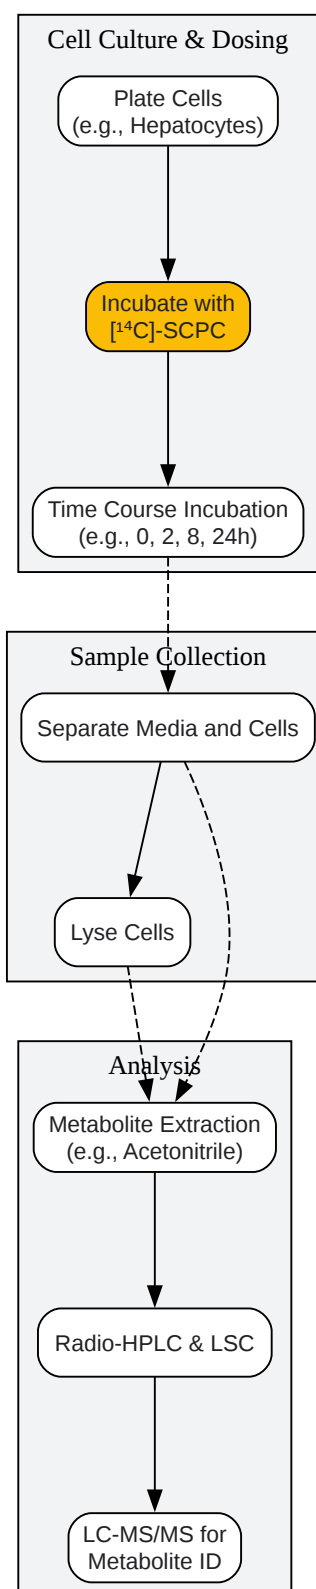 Cell Culture & Dosing
Plate Cells
(e.g., Hepatocytes)
Incubate with
[¹⁴C]-SCPC
Time Course Incubation
(e.g., 0, 2, 8, 24h)
Sample Collection
Separate Media and Cells
Lyse Cells
Analysis
Metabolite Extraction
(e.g., Acetonitrile)
Radio-HPLC & LSC
LC-MS/MS for
Metabolite ID